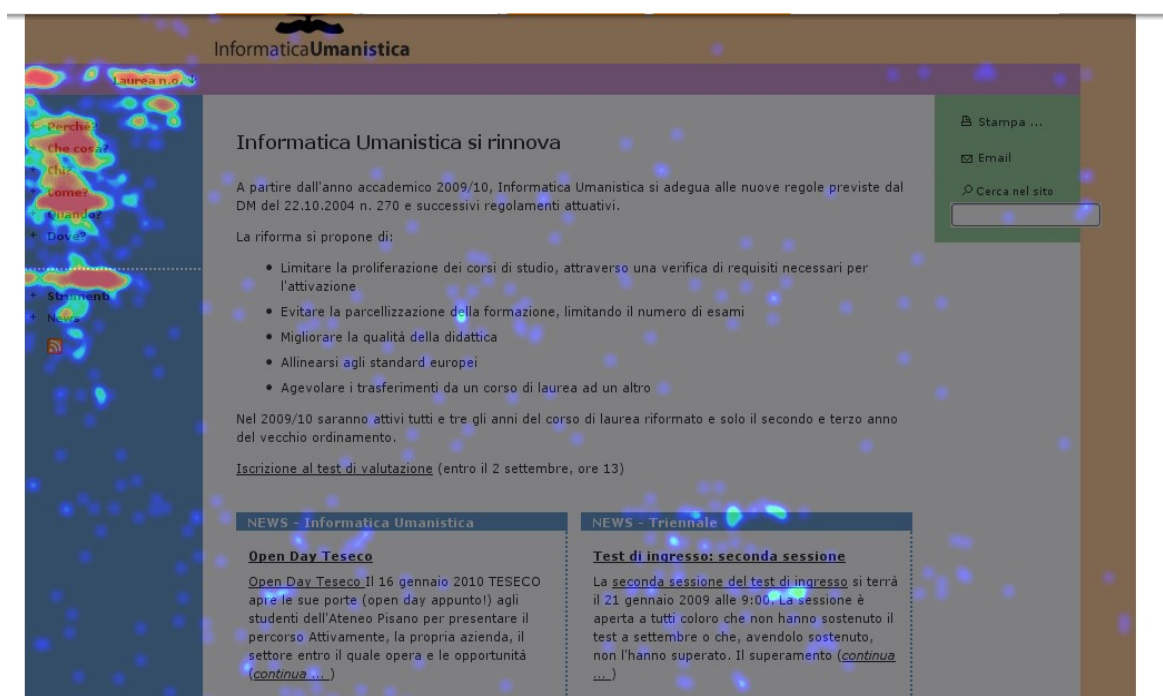 InformaticaUmanistica
Laurea n.o.
+ Perché?
+ Che cosa?
+ Chi?
+ Come?
+ Quando?
+ Dove?
+ Strumenti
+ News
Informatica Umanistica si rinnova
A partire dall'anno accademico 2009/10, Informatica Umanistica si adegua alle nuove regole previste dal
DM del 22.10.2004 n. 270 e successivi regolamenti attuativi.
La riforma si propone di:
• Limitare la proliferazione dei corsi di studio, attraverso una verifica di requisiti necessari per
l'attivazione
• Evitare la parcellizzazione della formazione, limitando il numero di esami
• Migliorare la qualità della didattica
• Allinearsi agli standard europei
• Agevolare i trasferimenti da un corso di laurea ad un altro
Nel 2009/10 saranno attivi tutti e tre gli anni del corso di laurea riformato e solo il secondo e terzo anno
del vecchio ordinamento.
Iscrizione al test di valutazione (entro il 2 settembre, ore 13)
NEWS - Informatica Umanistica
Open Day Teseco
Open Day Teseco Il 16 gennaio 2010 TESECO
apre le sue porte (open day appunto!) agli
studenti dell'Ateneo Pisano per presentare il
percorso Attivamente, la propria azienda, il
settore entro il quale opera e le opportunità
(continua ... )
NEWS - Triennale
Test di ingresso: seconda sessione
La seconda sessione del test di ingresso si terrà
il 21 gennaio 2009 alle 9:00. La sessione è
aperta a tutti coloro che non hanno sostenuto il
test a settembre o che, avendolo sostenuto,
non l'hanno superato. Il superamento (continua
... )
Stampa ...
Email
Cerca nel sito